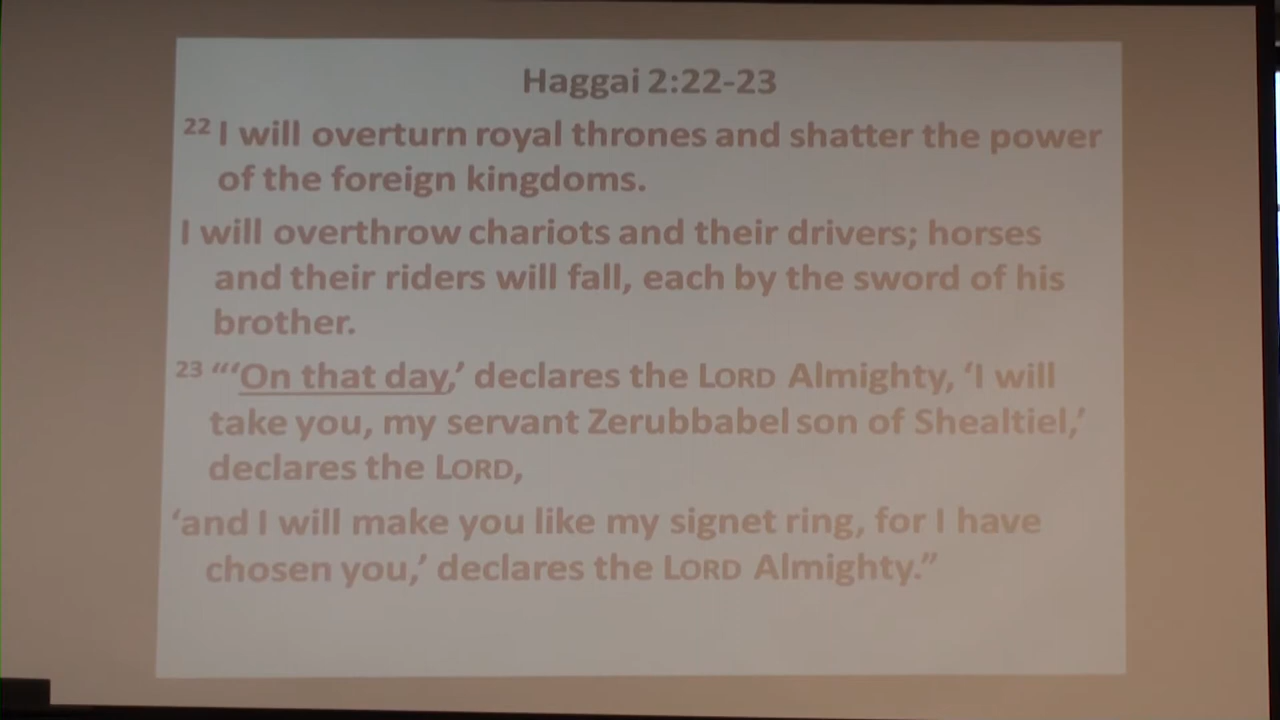 Haggai 2:22-23
22 I will overturn royal thrones and shatter the power
of the foreign kingdoms.
I will overthrow chariots and their drivers; horses
and their riders will fall, each by the sword of his
brother.
23 “‘On that day,’ declares the LORD Almighty, ‘I will
take you, my servant Zerubbabel son of Shealtiel,’
declares the LORD,
‘and I will make you like my signet ring, for I have
chosen you,’ declares the LORD Almighty.”